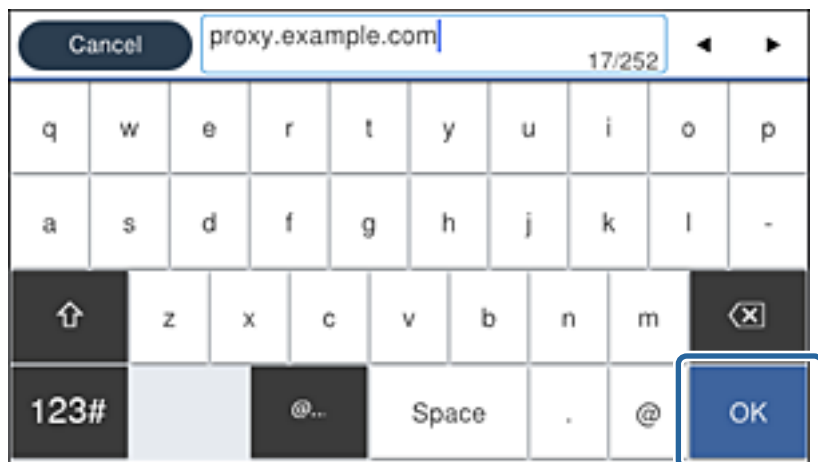 Cancel proxy.example.com 17/252 ◀ ▶
q w e r t y u i o p
a s d f g h j k l -
z x c v b n m
123# @... Space . @ OK